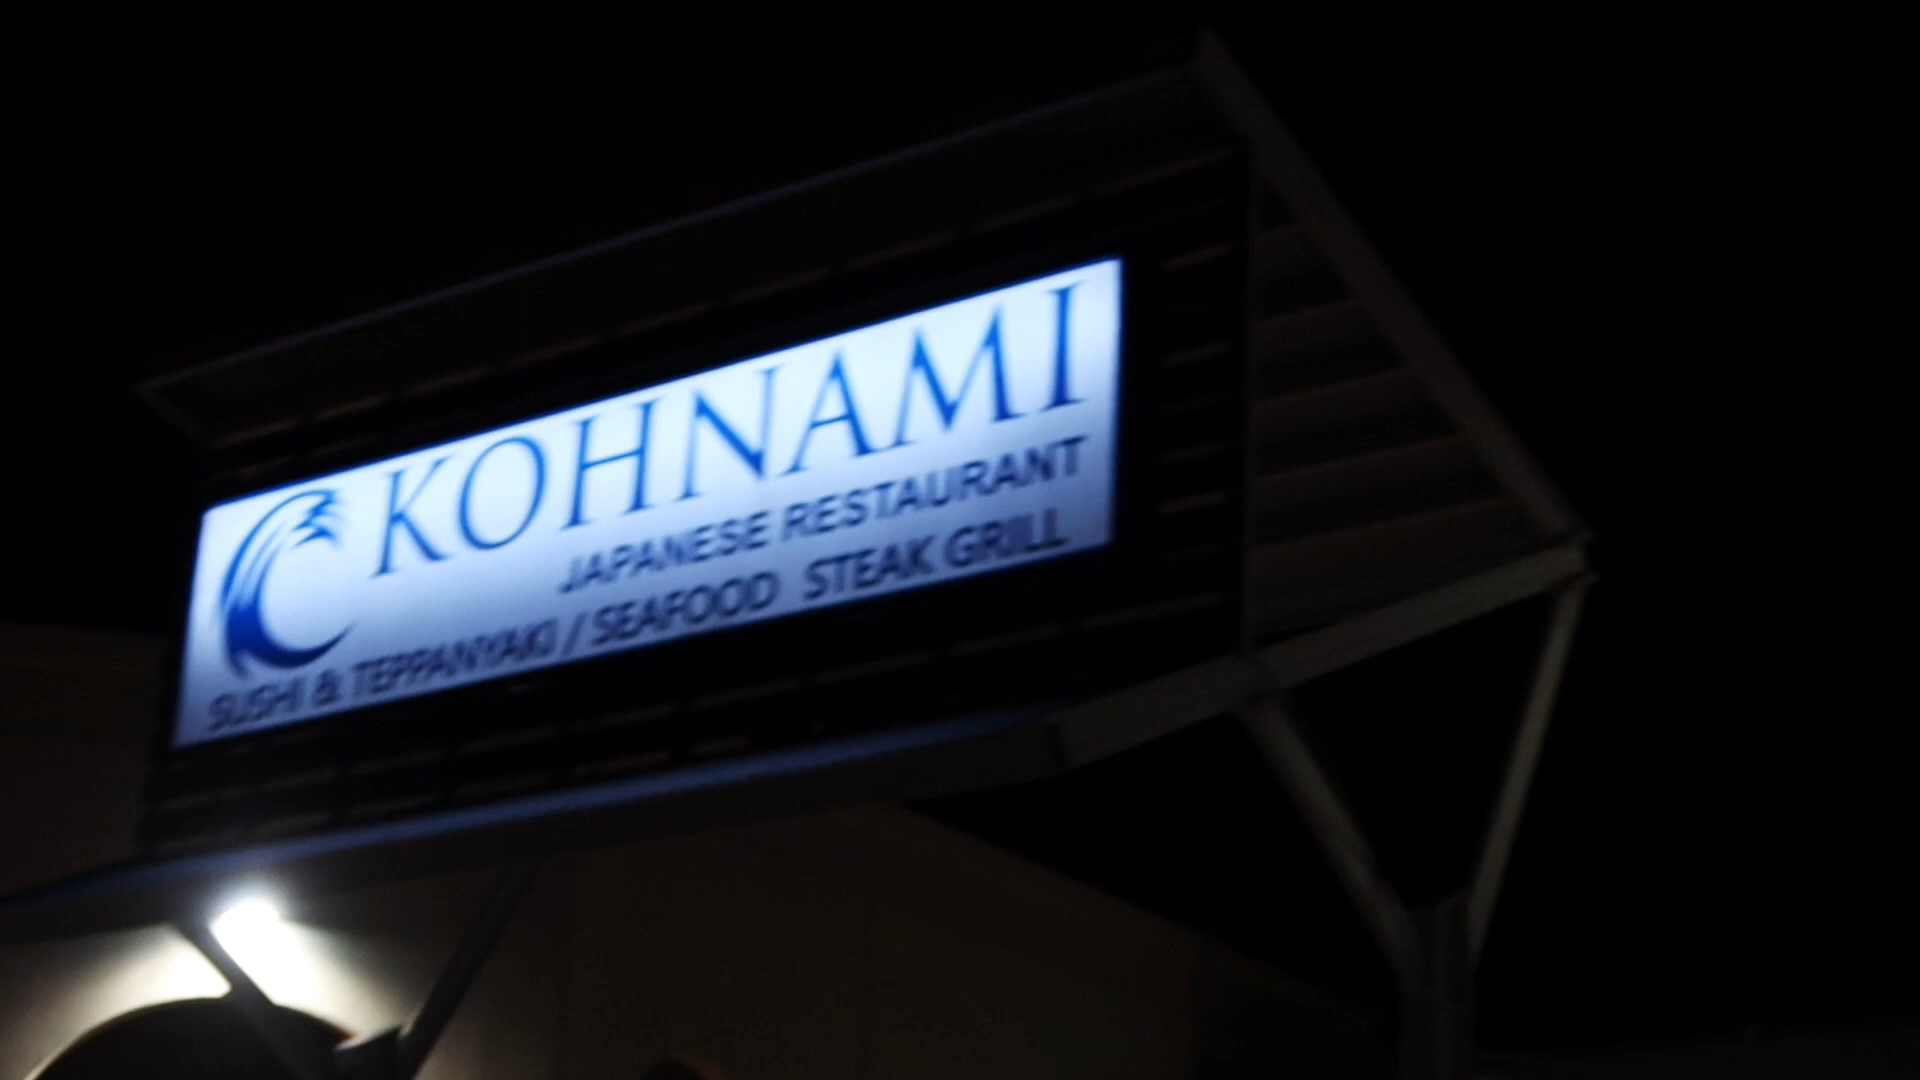 KOHNAMI
JAPANESE RESTAURANT
SUSHI & TEPPANYAKI / SEAFOOD STEAK GRILL